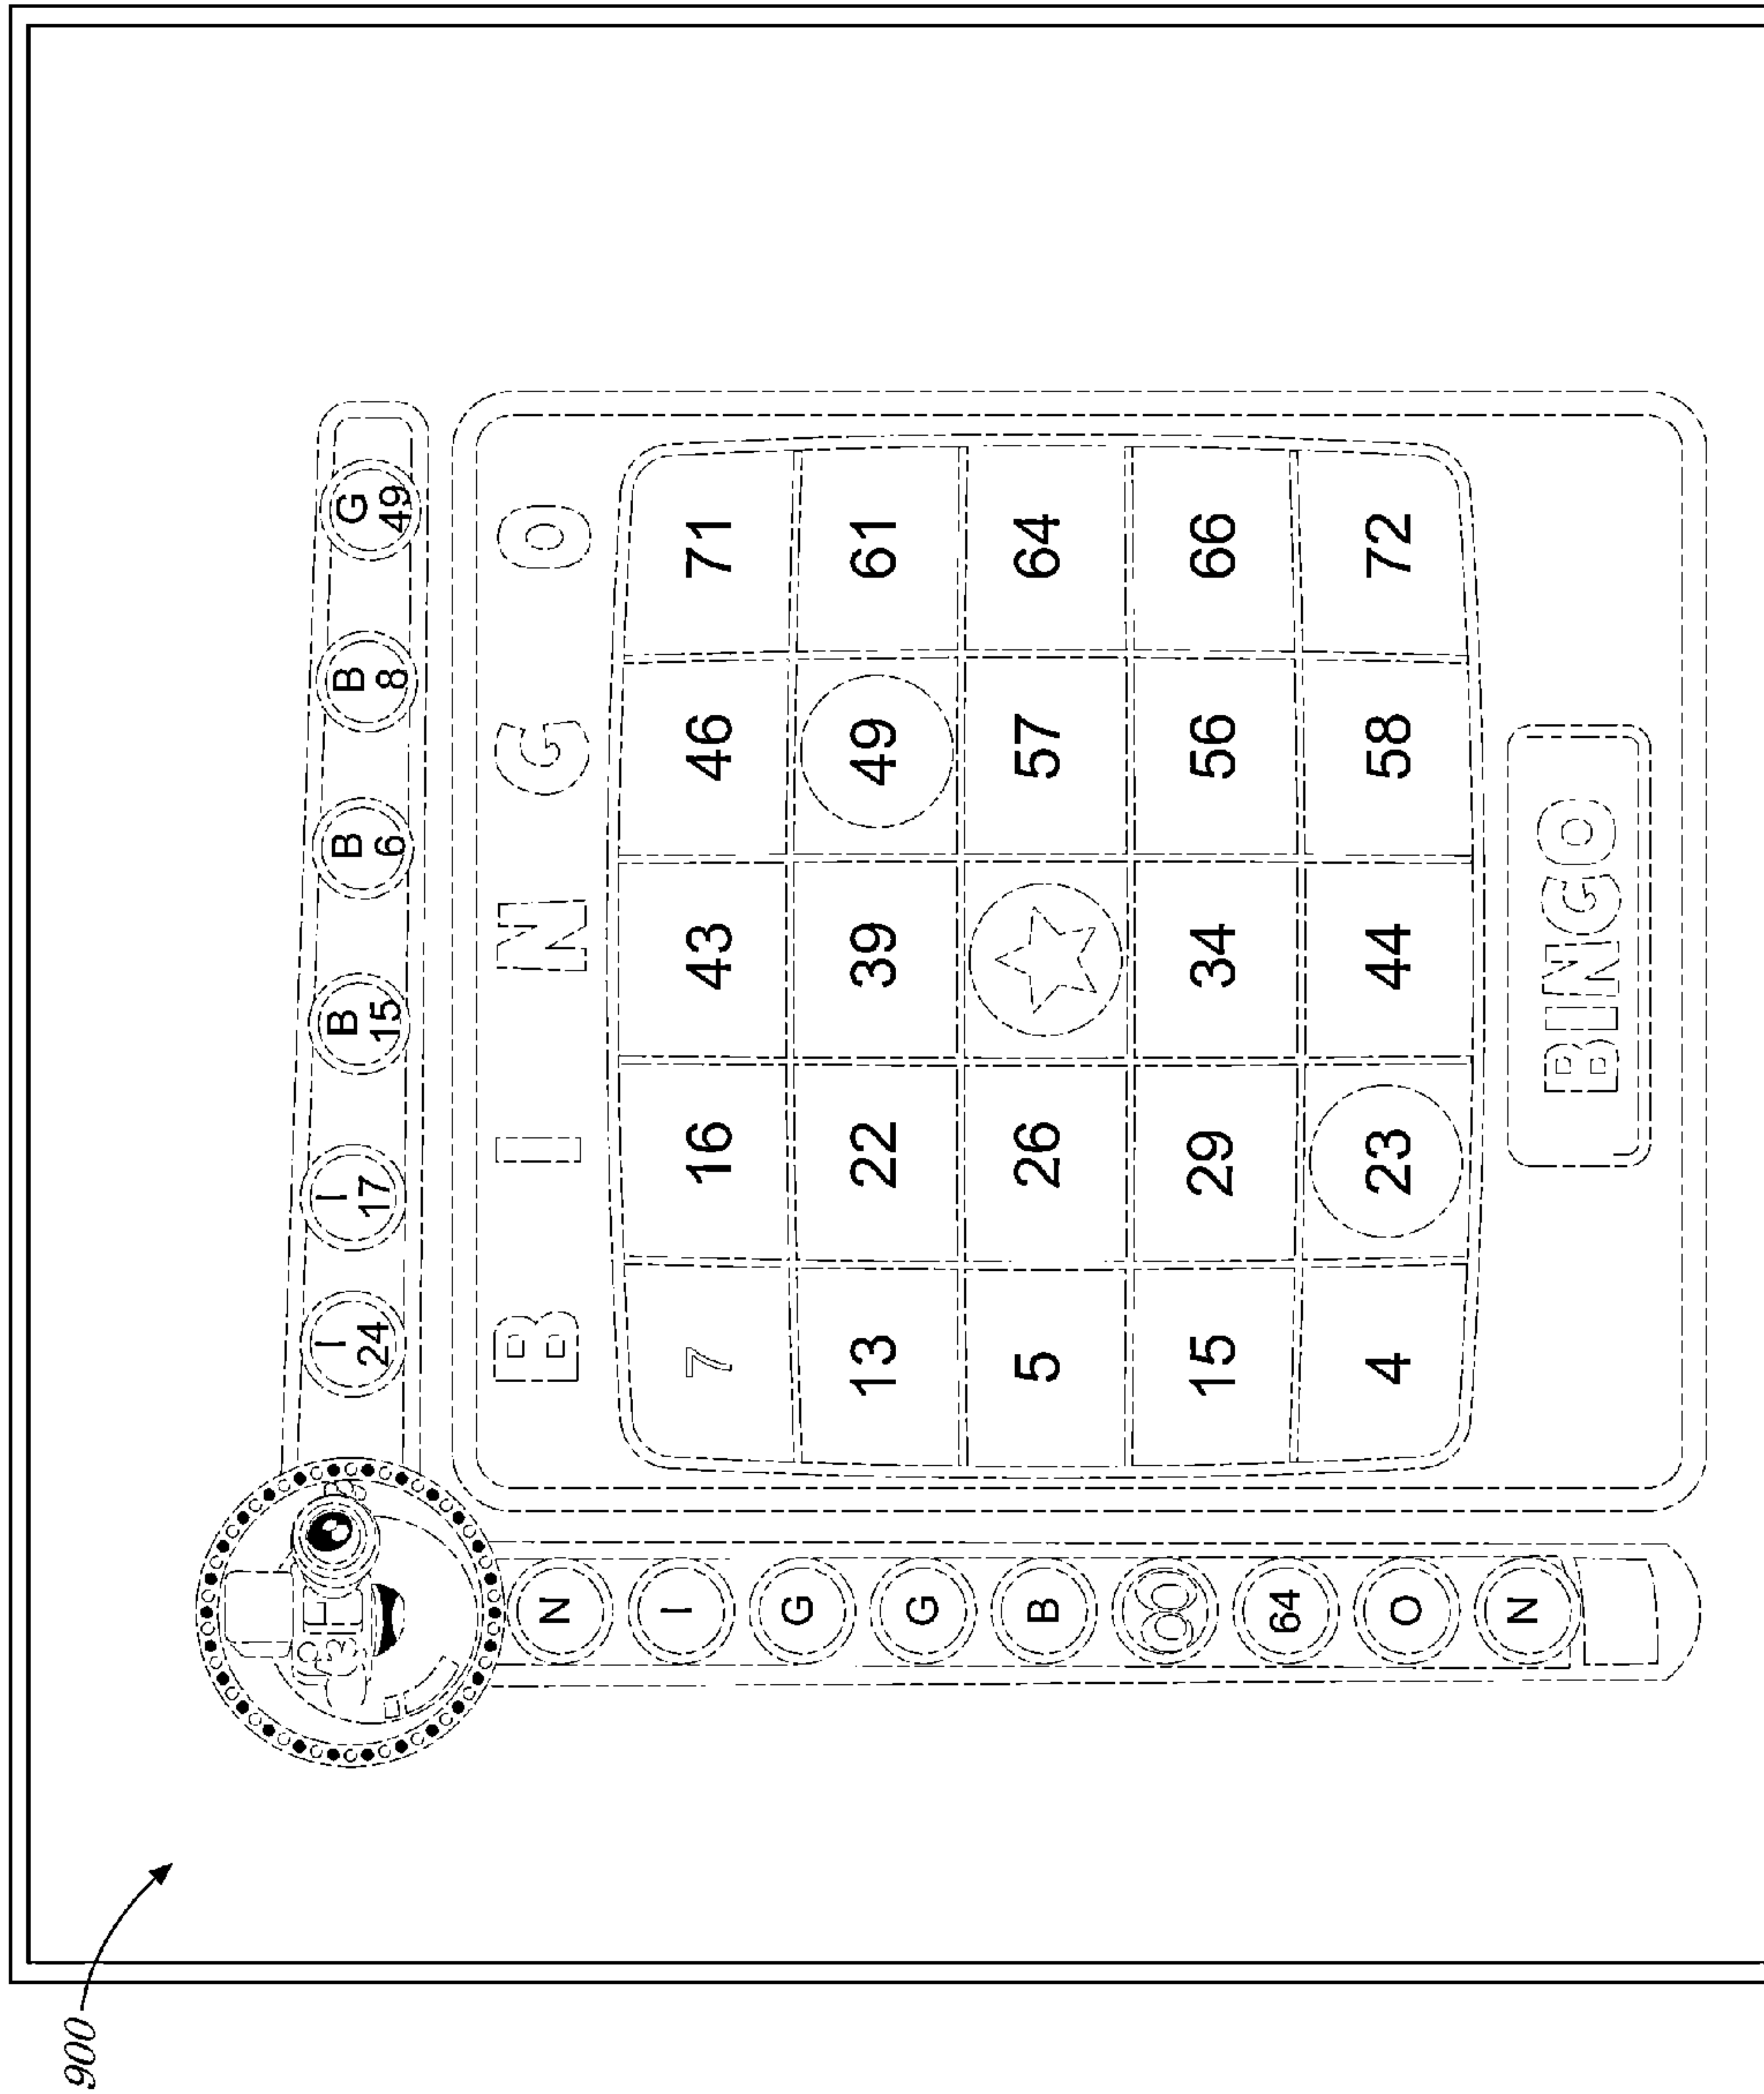 900
I I B B B G
24 17 15 6 8 49
B I N G O
N
7 16 43 46 71
I
G
13 22 39 49 61
G
B
5 26 57 64
15 29 34 56 66
64
O
4 23 44 58 72
N
BINGO